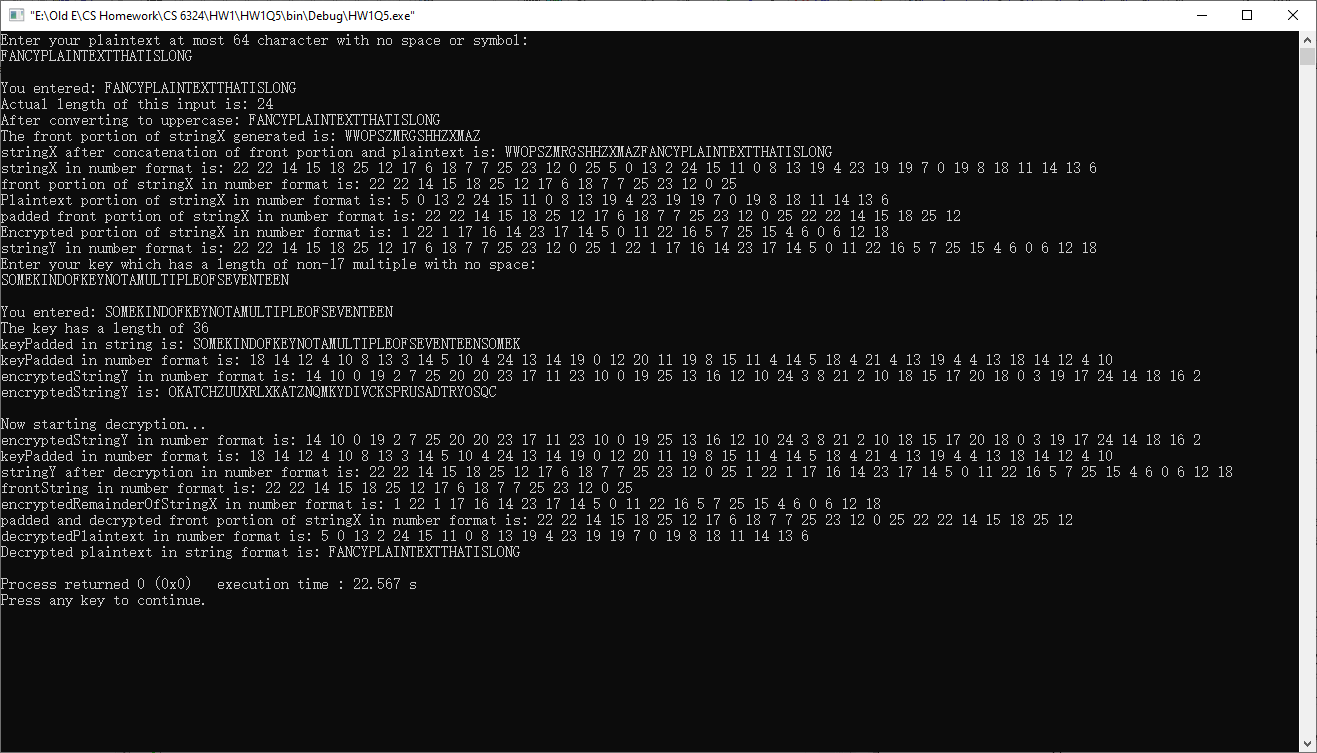 "E:\Old E\CS Homework\CS 6324\HW1\HW1Q5\bin\Debug\HW1Q5.exe"
Enter your plaintext at most 64 character with no space or symbol:
FANCYPLAINTEXTTHATISLONG
You entered: FANCYPLAINTEXTTHATISLONG
Actual length of this input is: 24
After converting to uppercase: FANCYPLAINTEXTTHATISLONG
The front portion of stringX generated is: WWOPSZMRGSHHZXMAZ
stringX after concatenation of front portion and plaintext is: WWOPSZMRGSHHZXMAZFANCYPLAINTEXTTHATISLONG
stringX in number format is: 22 22 14 15 18 25 12 17 6 18 7 7 25 23 12 0 25 5 0 13 2 24 15 11 0 8 13 19 4 23 19 19 7 0 19 8 18 11 14 13 6
front portion of stringX in number format is: 22 22 14 15 18 25 12 17 6 18 7 7 25 23 12 0 25
Plaintext portion of stringX in number format is: 5 0 13 2 24 15 11 0 8 13 19 4 23 19 19 7 0 19 8 18 11 14 13 6
padded front portion of stringX in number format is: 22 22 14 15 18 25 12 17 6 18 7 7 25 23 12 0 25 22 22 14 15 18 25 12
Encrypted portion of stringX in number format is: 1 22 1 17 16 14 23 17 14 5 0 11 22 16 5 7 25 15 4 6 0 6 12 18
stringY in number format is: 22 22 14 15 18 25 12 17 6 18 7 7 25 23 12 0 25 1 22 1 17 16 14 23 17 14 5 0 11 22 16 5 7 25 15 4 6 0 6 12 18
Enter your key which has a length of non-17 multiple with no space:
SOMEKINDOFKEYNOTAMULTIPLEOFSEVENTEEN
You entered: SOMEKINDOFKEYNOTAMULTIPLEOFSEVENTEEN
The key has a length of 36
keyPadded in string is: SOMEKINDOFKEYNOTAMULTIPLEOFSEVENTEENSOMEK
keyPadded in number format is: 18 14 12 4 10 8 13 3 14 5 10 4 24 13 14 19 0 12 20 11 19 8 15 11 4 14 5 18 4 21 4 13 19 4 4 13 18 14 12 4 10
encryptedStringY in number format is: 14 10 0 19 2 7 25 20 20 23 17 11 23 10 0 19 25 13 16 12 10 24 3 8 21 2 10 18 15 17 20 18 0 3 19 17 24 14 18 16 2
encryptedStringY is: OKATCHZUUXRLXKATZNQMKYDIVCKSPRUSADTRYOSQC
Now starting decryption...
encryptedStringY in number format is: 14 10 0 19 2 7 25 20 20 23 17 11 23 10 0 19 25 13 16 12 10 24 3 8 21 2 10 18 15 17 20 18 0 3 19 17 24 14 18 16 2
keyPadded in number format is: 18 14 12 4 10 8 13 3 14 5 10 4 24 13 14 19 0 12 20 11 19 8 15 11 4 14 5 18 4 21 4 13 19 4 4 13 18 14 12 4 10
stringY after decryption in number format is: 22 22 14 15 18 25 12 17 6 18 7 7 25 23 12 0 25 1 22 1 17 16 14 23 17 14 5 0 11 22 16 5 7 25 15 4 6 0 6 12 18
frontString in number format is: 22 22 14 15 18 25 12 17 6 18 7 7 25 23 12 0 25
encryptedRemainderOfStringX in number format is: 1 22 1 17 16 14 23 17 14 5 0 11 22 16 5 7 25 15 4 6 0 6 12 18
padded and decrypted front portion of stringX in number format is: 22 22 14 15 18 25 12 17 6 18 7 7 25 23 12 0 25 22 22 14 15 18 25 12
decryptedPlaintext in number format is: 5 0 13 2 24 15 11 0 8 13 19 4 23 19 19 7 0 19 8 18 11 14 13 6
Decrypted plaintext in string format is: FANCYPLAINTEXTTHATISLONG
Process returned 0 (0x0)   execution time : 22.567 s
Press any key to continue.